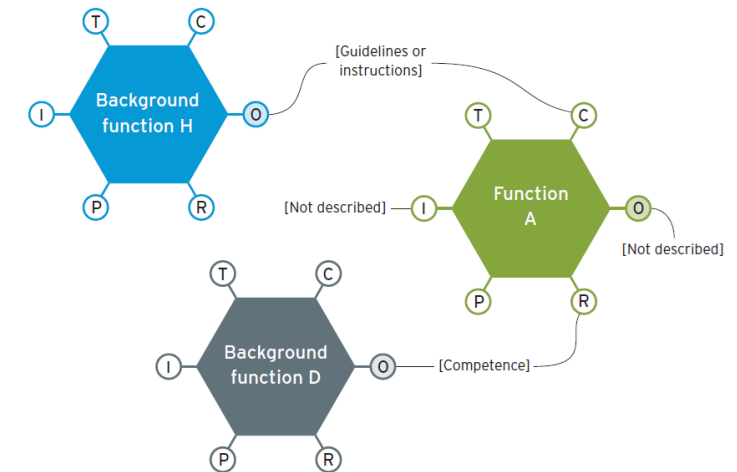 T
C
[Guidelines or
instructions]
Background
function H
I
O
T
C
P
R
[Not described]
I
Function
A
O
[Not described]
T
C
P
R
Background
function D
I
O
[Competence]
P
R